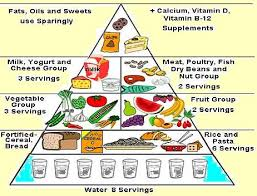 Fats, Oils and Sweets
use Sparingly
+ Calcium, Vitamin D,
Vitamin B-12
Supplements
Milk, Yogurt and
Cheese Group
3 Servings
Meat, Poultry, Fish
Dry Beans and
Nut Group
2 Servings
Vegetable
Group
3 Servings
Fruit Group
2 Servings
Fortified-
Cereal,
Bread
Rice and
Pasta
6 Servings
Water 8 Servings